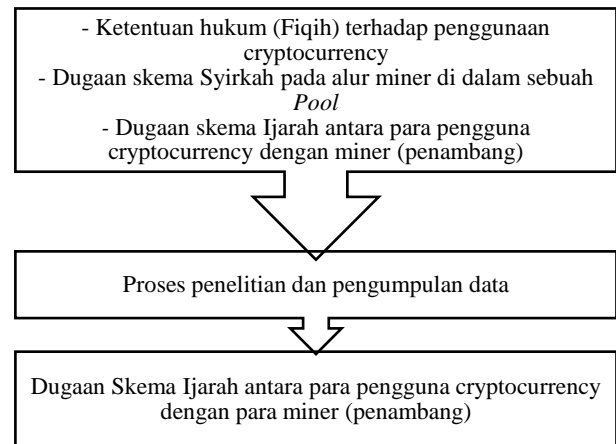 - Ketentuan hukum (Fiqih) terhadap penggunaan
cryptocurrency
- Dugaan skema Syirkah pada alur miner di dalam sebuah
Pool
- Dugaan skema Ijarah antara para pengguna
cryptocurrency dengan miner (penambang)
Proses penelitian dan pengumpulan data
Dugaan Skema Ijarah antara para pengguna cryptocurrency
dengan para miner (penambang)